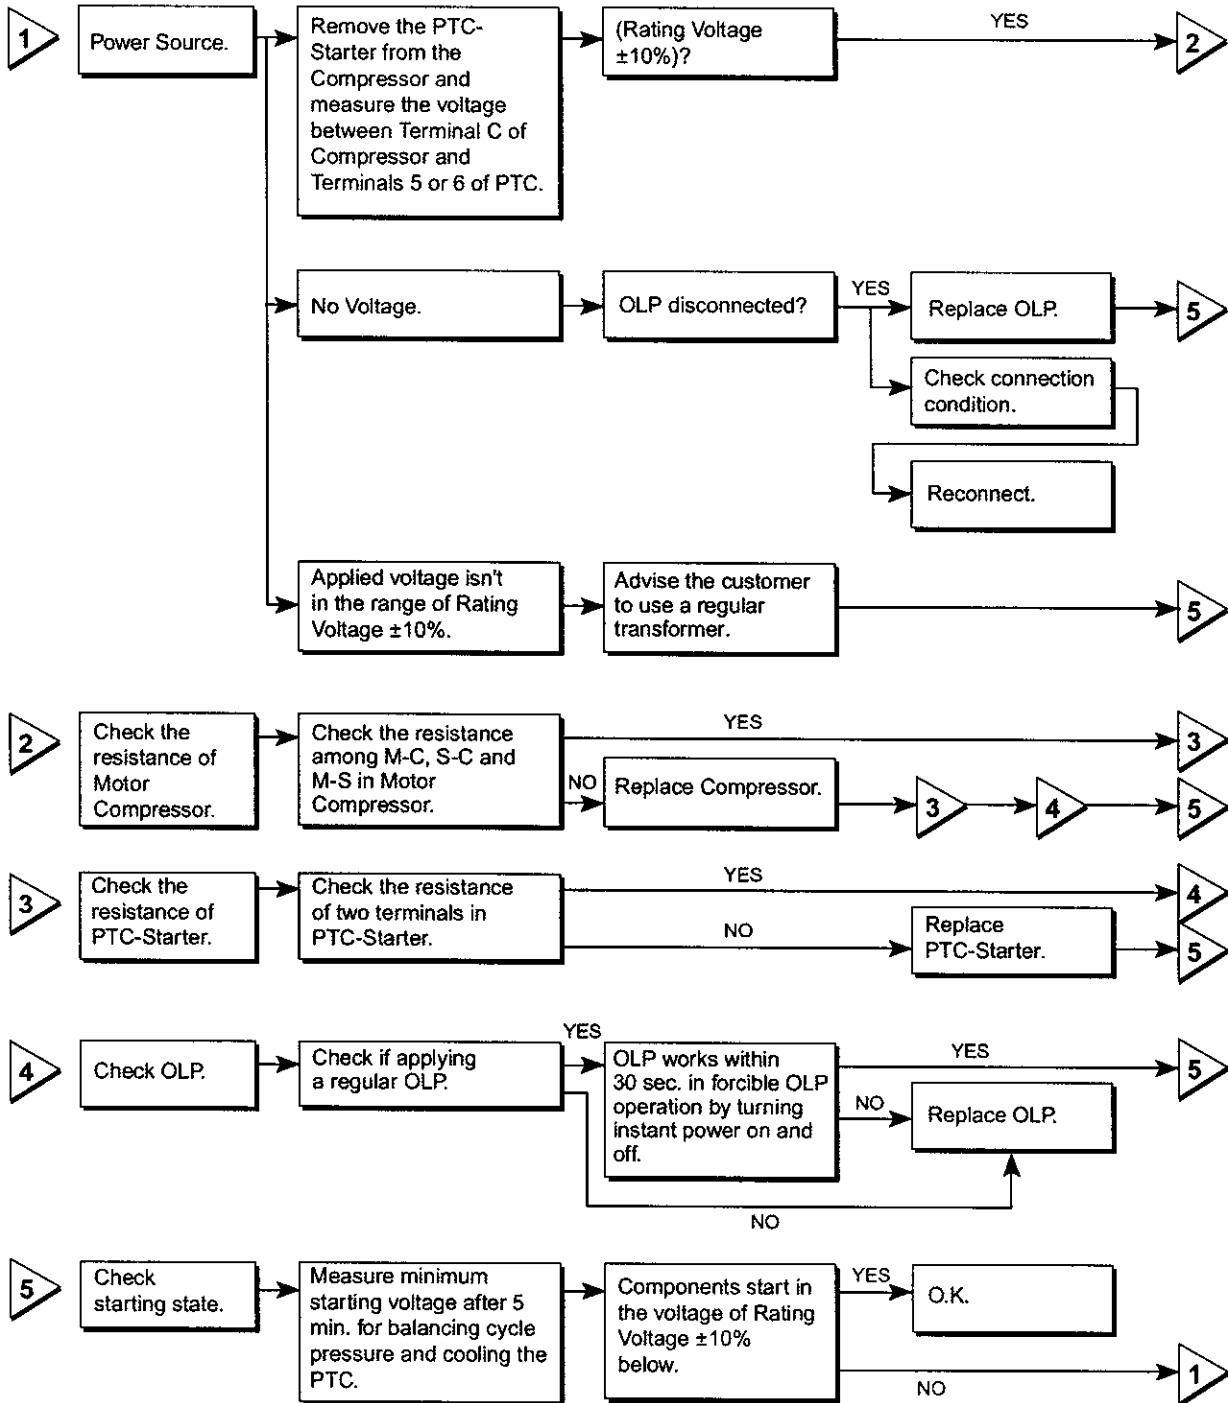 1
Power Source.
Remove the PTC-
Starter from the
Compressor and
measure the voltage
between Terminal C of
Compressor and
Terminals 5 or 6 of PTC.
(Rating Voltage
±10%)?
YES
2
No Voltage.
OLP disconnected?
YES
Replace OLP.
5
Check connection
condition.
Reconnect.
Applied voltage isn't
in the range of Rating
Voltage ±10%.
Advise the customer
to use a regular
transformer.
5
2
Check the
resistance of
Motor
Compressor.
Check the resistance
among M-C, S-C and
M-S in Motor
Compressor.
YES
3
NO
Replace Compressor.
3
4
5
3
Check the
resistance of
PTC-Starter.
Check the resistance
of two terminals in
PTC-Starter.
YES
4
NO
Replace
PTC-Starter.
5
4
Check OLP.
Check if applying
a regular OLP.
YES
OLP works within
30 sec. in forcible OLP
operation by turning
instant power on and
off.
YES
5
NO
Replace OLP.
NO
5
Check
starting state.
Measure minimum
starting voltage after 5
min. for balancing cycle
pressure and cooling the
PTC.
Components start in
the voltage of Rating
Voltage ±10%
below.
YES
O.K.
NO
1